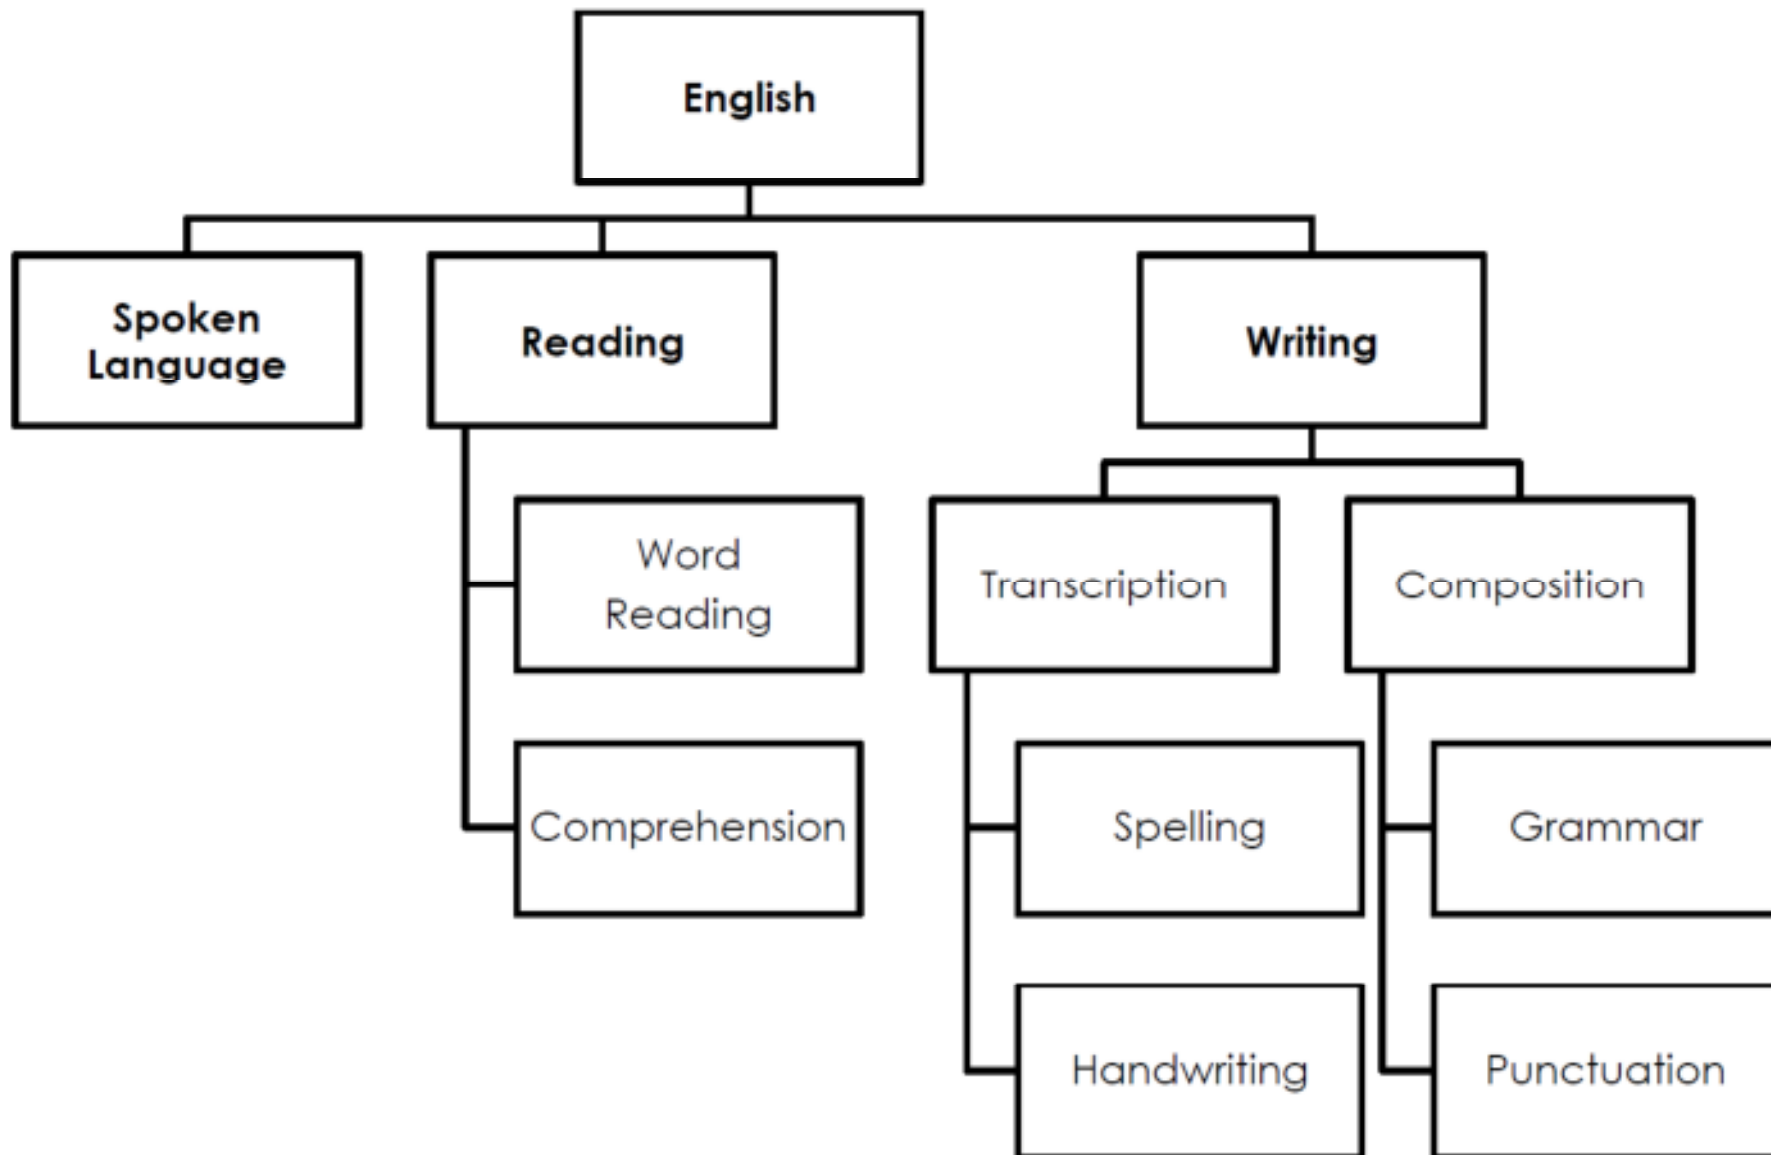 English
Spoken
Language
Reading
Writing
Word
Reading
Transcription
Composition
Comprehension
Spelling
Grammar
Handwriting
Punctuation